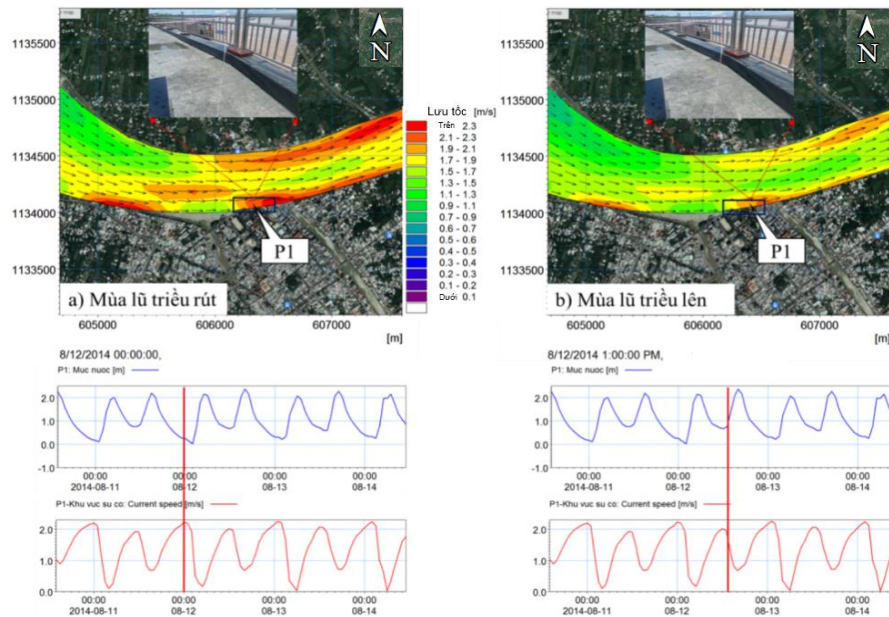 1135500
1135000
1134500
1134000
1133500
N
P1
a) Mùa lũ triều rút
605000 606000 607000
[m]
Lưu tốc [m/s]
Trên 2.3
2.1 - 2.3
1.9 - 2.1
1.7 - 1.9
1.5 - 1.7
1.3 - 1.5
1.1 - 1.3
0.9 - 1.1
0.7 - 0.9
0.6 - 0.7
0.5 - 0.6
0.4 - 0.5
0.3 - 0.4
0.2 - 0.3
0.1 - 0.2
Dưới 0.1
1135500
1135000
1134500
1134000
1133500
N
P1
b) Mùa lũ triều lên
605000 606000 607000
[m]
8/12/2014 00:00:00,
P1: Muc nuoc [m]
2.0
1.0
0.0
-1.0
00:00 00:00 00:00 00:00
2014-08-11 08-12 08-13 08-14
P1-Khu vuc su co: Current speed [m/s]
2.0
1.0
0.0
00:00 00:00 00:00 00:00
2014-08-11 08-12 08-13 08-14
8/12/2014 1:00:00 PM,
P1: Muc nuoc [m]
2.0
1.0
0.0
-1.0
00:00 00:00 00:00 00:00
2014-08-11 08-12 08-13 08-14
P1-Khu vuc su co: Current speed [m/s]
2.0
1.0
0.0
00:00 00:00 00:00 00:00
2014-08-11 08-12 08-13 08-14